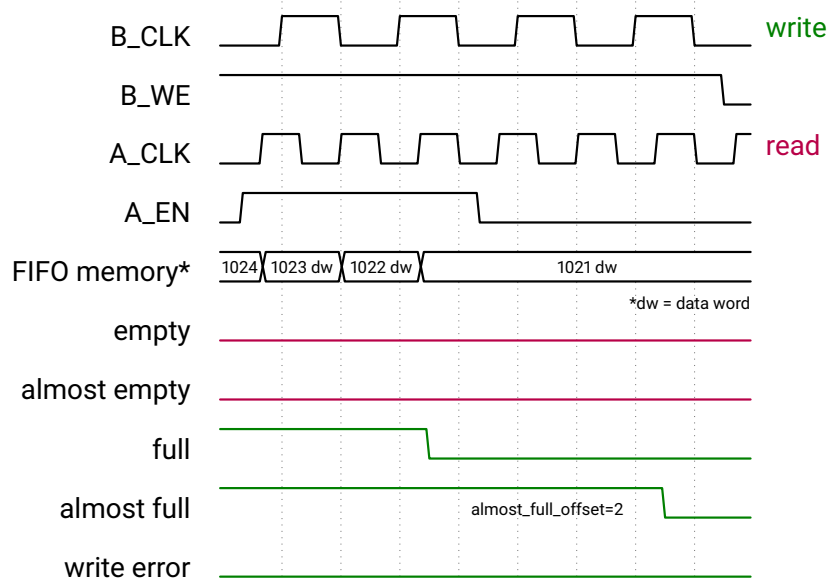 B_CLK
write
B_WE
A_CLK
read
A_EN
FIFO memory*
1024
1023 dw
1022 dw
1021 dw
*dw = data word
empty
almost empty
full
almost full
almost_full_offset=2
write error